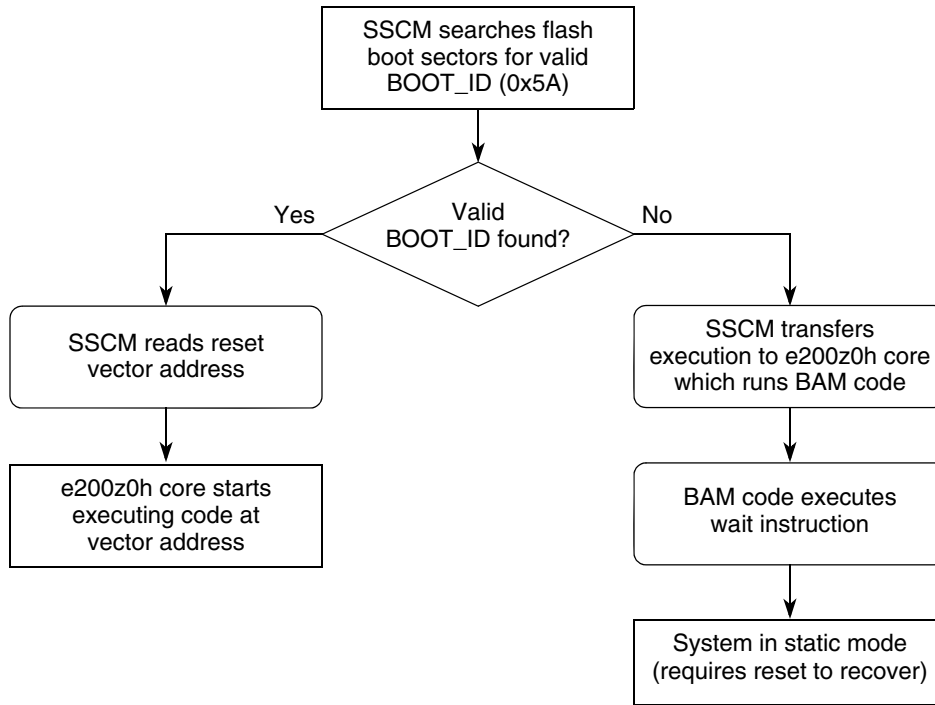 SSCM searches flash
boot sectors for valid
BOOT_ID (0x5A)
Yes
Valid
BOOT_ID found?
No
SSCM reads reset
vector address
SSCM transfers
execution to e200z0h core
which runs BAM code
e200z0h core starts
executing code at
vector address
BAM code executes
wait instruction
System in static mode
(requires reset to recover)